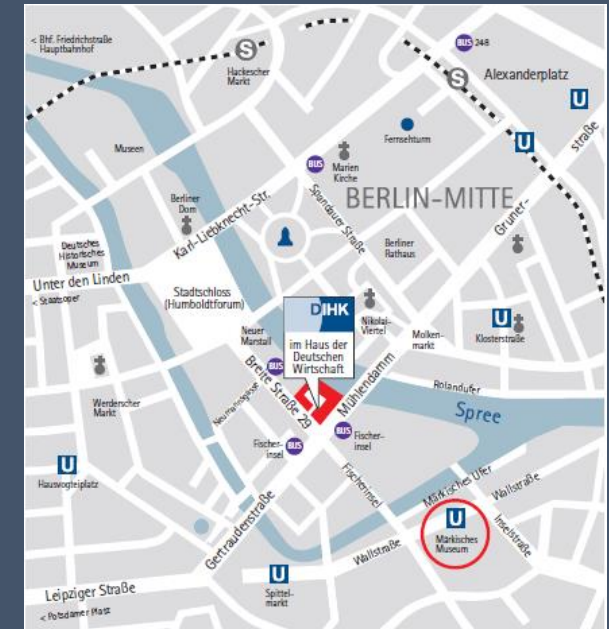 < Bhf. Friedrichstraße
Hauptbahnhof
S
Hackescher
Markt
BUS 248
S
Alexanderplatz
U
straße
Museen
Fernsehturm
U
BUS
Marien
Kirche
BERLIN-MITTE
Berliner
Dom
Karl-Liebknecht-Str.
Spandauer Straße
Gruner-
Deutsches
Historisches
Museum
Berliner
Rathaus
Unter den Linden
< Staatsoper
Stadtschloss
(Humboldtforum)
DIHK
im Haus der
Deutschen
Wirtschaft
Nikolai-
Viertel
Molken-
markt
U
Klosterstraße
Neuer
Marstall
BUS
Breite Straße 29
Mühlendamm
Rolandufer
Spree
Neumannsgasse
Werderscher
Markt
Fischer-
insel
BUS
BUS
Fischer-
insel
U
Hausvogteiplatz
Fischerinsel
Märkisches Ufer
Wallstraße
Gertraudenstraße
U
Märkisches
Museum
Inselstraße
Wallstraße
U
Spittel-
markt
Leipziger Straße
< Potsdamer Platz